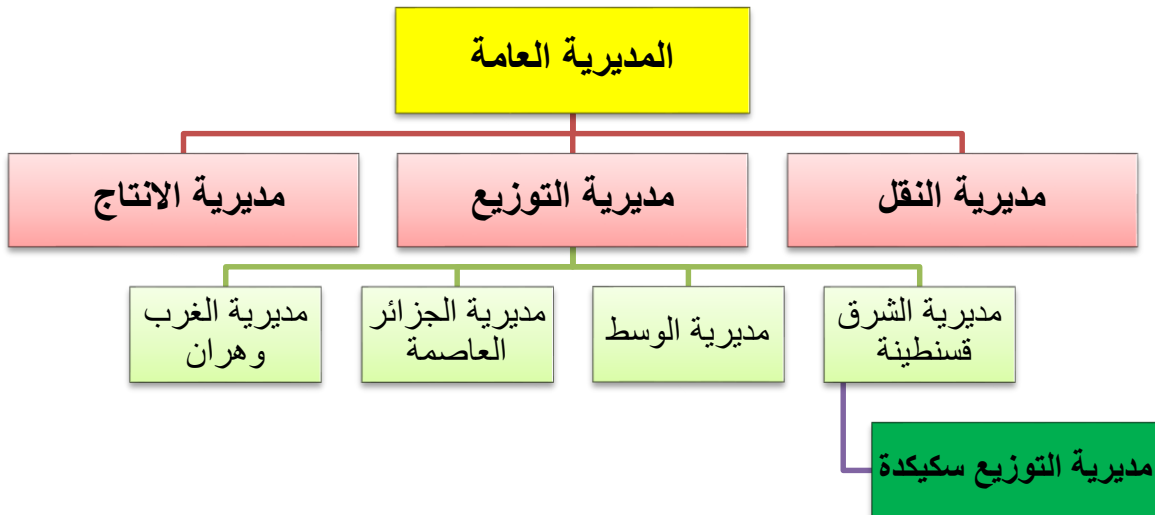 المديرية العامة
مديرية النقل
مديرية التوزيع
مديرية الانتاج
مديرية الشرق
قسنطينة
مديرية الوسط
مديرية الجزائر
العاصمة
مديرية الغرب
وهران
مديرية التوزيع سكيكدة